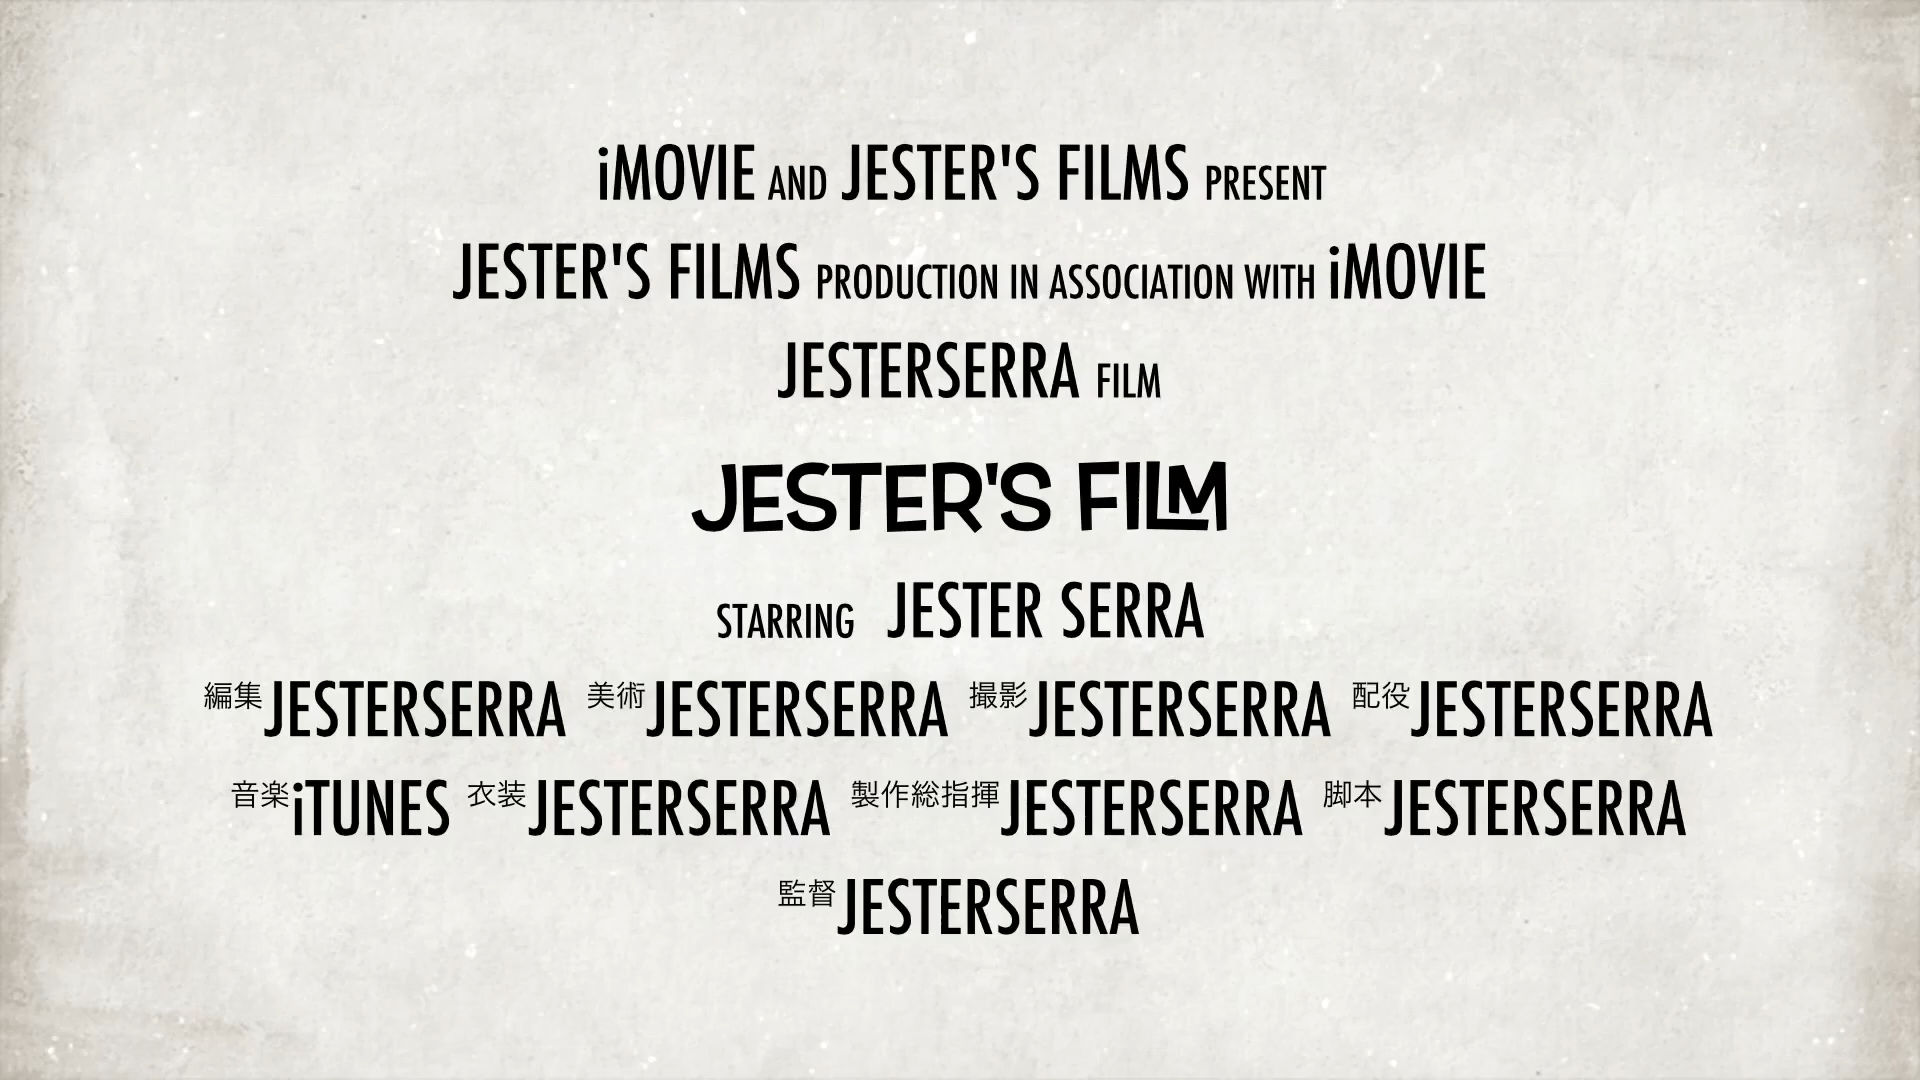 iMOVIE AND JESTER'S FILMS PRESENT
JESTER'S FILMS PRODUCTION IN ASSOCIATION WITH iMOVIE
JESTERSERRA FILM
JESTER'S FILM
STARRING JESTER SERRA
編集JESTERSERRA 美術JESTERSERRA 撮影JESTERSERRA 配役JESTERSERRA
音楽iTUNES 衣装JESTERSERRA 製作総指揮JESTERSERRA 脚本JESTERSERRA
監督JESTERSERRA